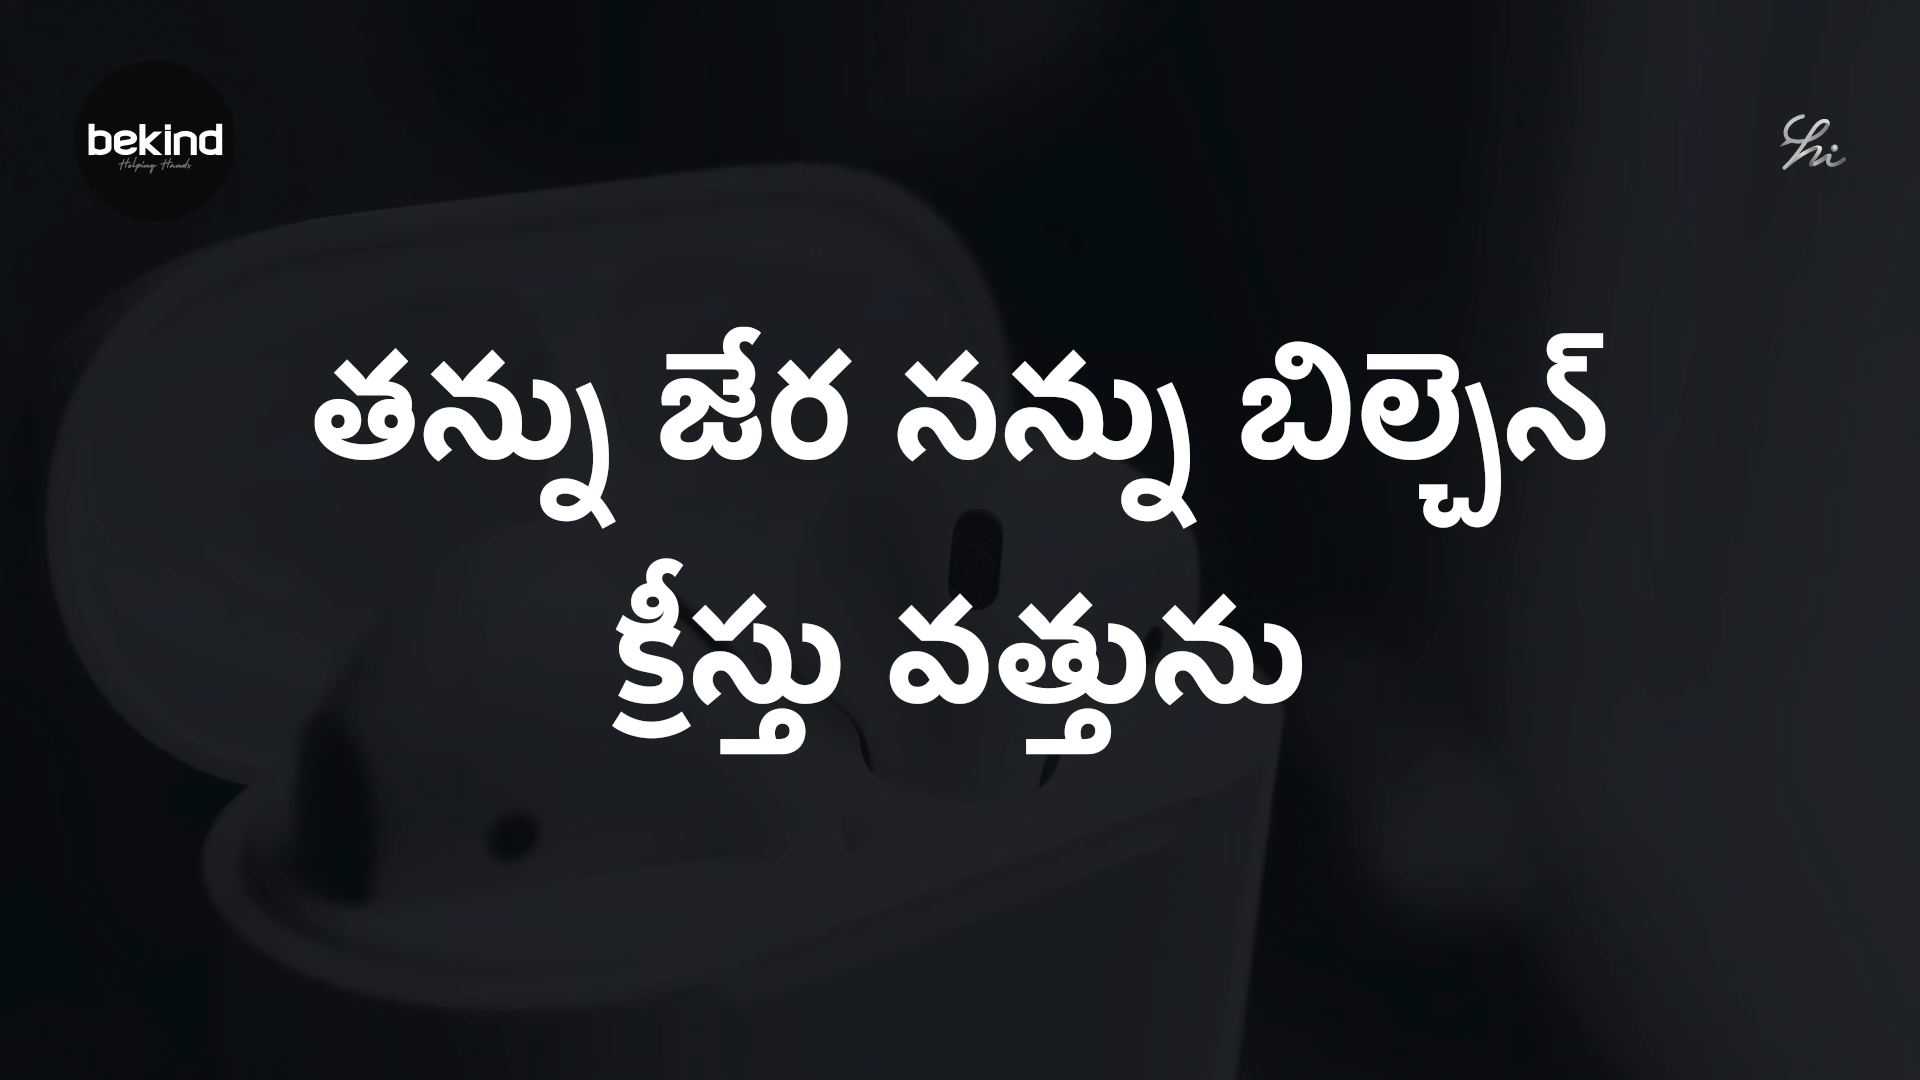 bekind
Helping Hands
తన్ను జేర నన్ను బిల్చెన్
క్రీస్తు వత్తును